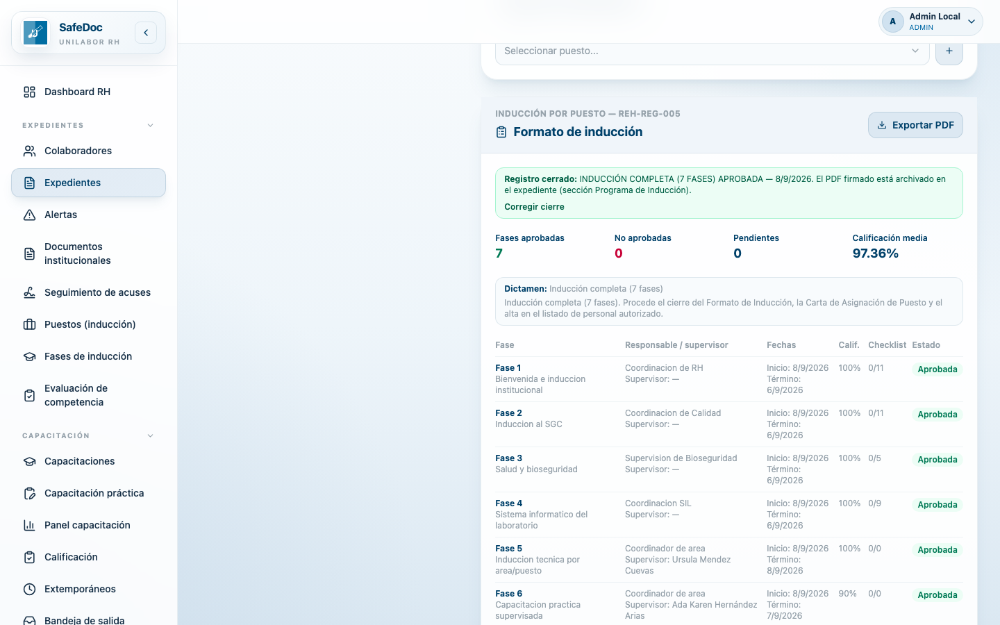 SafeDoc
UNILABOR RH
A
Admin Local
ADMIN
Dashboard RH
EXPEDIENTES
Colaboradores
Expedientes
Alertas
Documentos
institucionales
Seguimiento de acuses
Puestos (inducción)
Fases de inducción
Evaluación de
competencia
CAPACITACIÓN
Capacitaciones
Capacitación práctica
Panel capacitación
Calificación
Extemporáneos
Bandeja de salida
Seleccionar puesto...
+
INDUCCIÓN POR PUESTO — REH-REG-005
Formato de inducción
Exportar PDF
Registro cerrado: INDUCCIÓN COMPLETA (7 FASES) APROBADA — 8/9/2026. El PDF firmado está archivado en
el expediente (sección Programa de Inducción).
Corregir cierre
Fases aprobadas No aprobadas Pendientes Calificación media
7 0 0 97.36%
Dictamen: Inducción completa (7 fases)
Inducción completa (7 fases). Procede el cierre del Formato de Inducción, la Carta de Asignación de Puesto y el
alta en el listado de personal autorizado.
Fase Responsable / supervisor Fechas Calif. Checklist Estado
Fase 1 Coordinacion de RH Inicio: 8/9/2026 100% 0/11 Aprobada
Bienvenida e induccion Supervisor: — Término:
institucional 6/9/2026
Fase 2 Coordinacion de Calidad Inicio: 8/9/2026 100% 0/11 Aprobada
Induccion al SGC Supervisor: — Término:
6/9/2026
Fase 3 Supervision de Bioseguridad Inicio: 8/9/2026 100% 0/5 Aprobada
Salud y bioseguridad Supervisor: — Término:
6/9/2026
Fase 4 Coordinacion SIL Inicio: 8/9/2026 100% 0/9 Aprobada
Sistema informatico del Supervisor: — Término:
laboratorio 6/9/2026
Fase 5 Coordinador de area Inicio: 8/9/2026 100% 0/0 Aprobada
Induccion tecnica por Supervisor: Ursula Mendez Término:
area/puesto Cuevas 8/9/2026
Fase 6 Coordinador de area Inicio: 8/9/2026 90% 0/0 Aprobada
Capacitacion practica Supervisor: Ada Karen Hernández Término:
supervisada Arias 7/9/2026